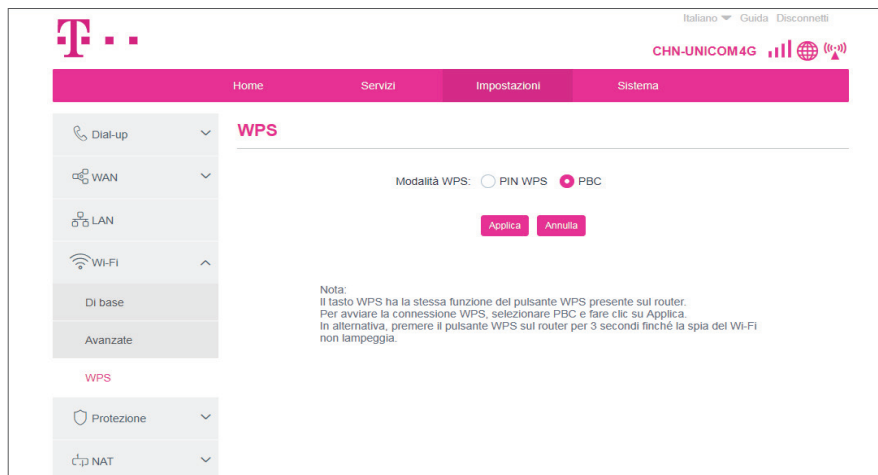 Italiano Guida Disconnetti
T
CHN-UNICOM4G
Home Servizi Impostazioni Sistema
Dial-up
WAN
LAN
Wi-Fi
Di base
Avanzate
WPS
Protezione
NAT
WPS
Modalità WPS: PIN WPS PBC
Applica Annulla
Nota:
Il tasto WPS ha la stessa funzione del pulsante WPS presente sul router.
Per avviare la connessione WPS, selezionare PBC e fare clic su Applica.
In alternativa, premere il pulsante WPS sul router per 3 secondi finché la spia del Wi-Fi
non lampeggia.